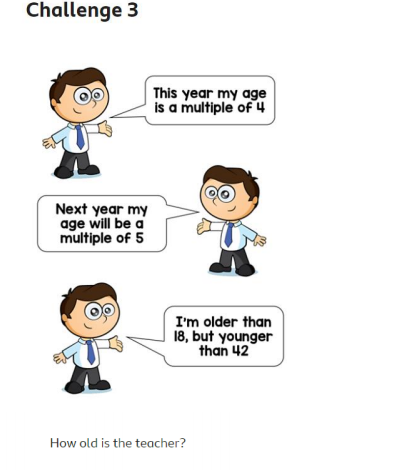 Challenge 3
This year my age
is a multiple of 4
Next year my
age will be a
multiple of 5
I'm older than
18, but younger
than 42
How old is the teacher?